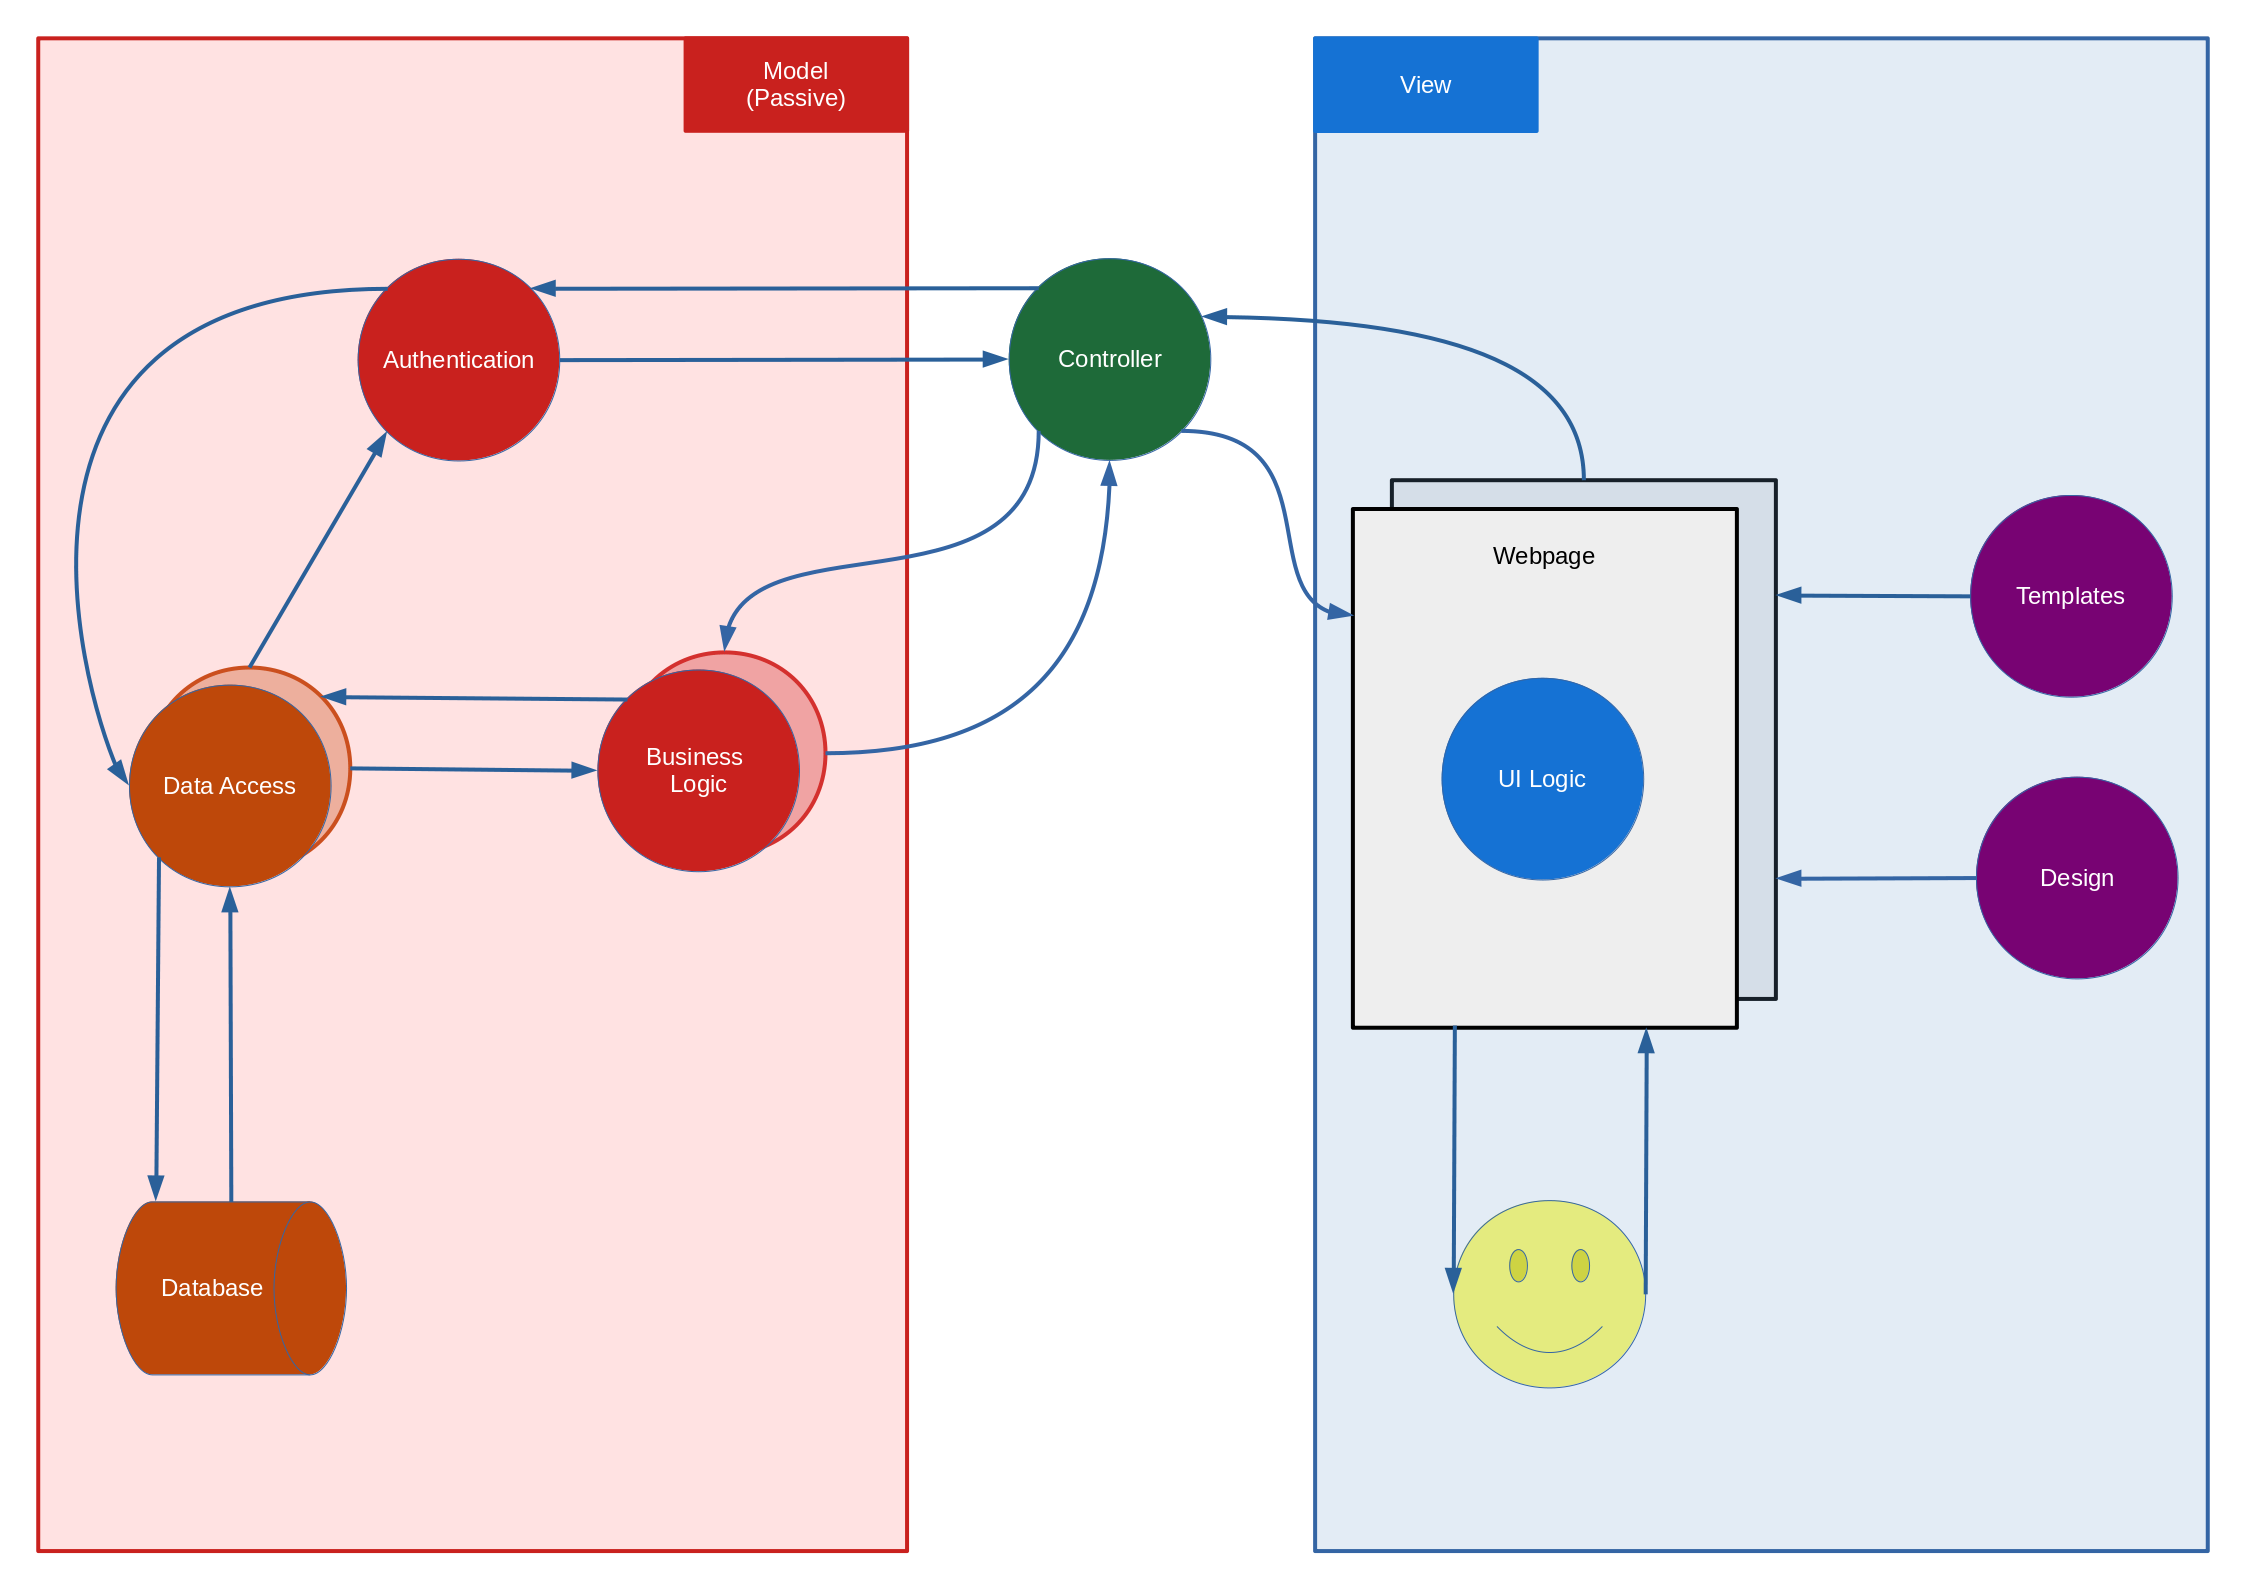 Model
(Passive)
View
Authentication
Controller
Webpage
Templates
Data Access
Business
Logic
UI Logic
Design
Database